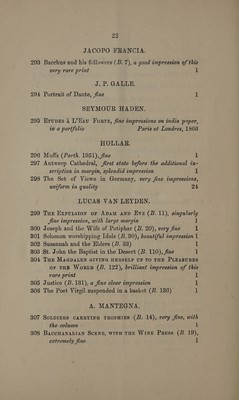 23
JACOPO FRANCIA.
293 Bacchus and his followers (B. 7), a good impression of this
very rare print 1
J. P. GALLE.
294 Portrait of Dante, fine 1
SEYMOUR HADEN.
295 ETUDES À L'EAU FORTE, fine impressions on india paper,
in a portfolio Paris et Londres, 1866
HOLLAR.
296 Muffs (Parth. 1951), fine 1
297 Antwerp Cathedral, first state before the additional in-
scription in margin, splendid impression 1
298 The Set of Views in Germany, very fine impressions,
uniform in quality 24
LUCAS VAN LEYDEN.
299 THE EXPULSION OF ADAM AND EVE (B. 11), singularly
fine impression, with large margin 1
300 Joseph and the Wife of Potiphar (B. 20), very fine 1
301 Solomon worshipping Idols (B. 30), beautiful impression 1
302 Susannah and the Elders (B. 33) 1
303 St. John the Baptist in the Desert (B. 110), fine 1
304 THE MAGDALEN GIVING HERSELF UP TO THE PLEASURES
OF THE WORLD (B. 122), brilliant impression of this
rare print 1
305 Justice (B. 131), a fine clear impression 1
306 The Poet Virgil suspended in a basket (B. 136) 1
A. MANTEGNA.
307 SOLDIERS CARRYING TROPHIES (B. 14), very fine, with
the column 1
308 BACCHANALIAN SCENE, WITH THE WINE PRESS (B. 19),
extremely fine 1